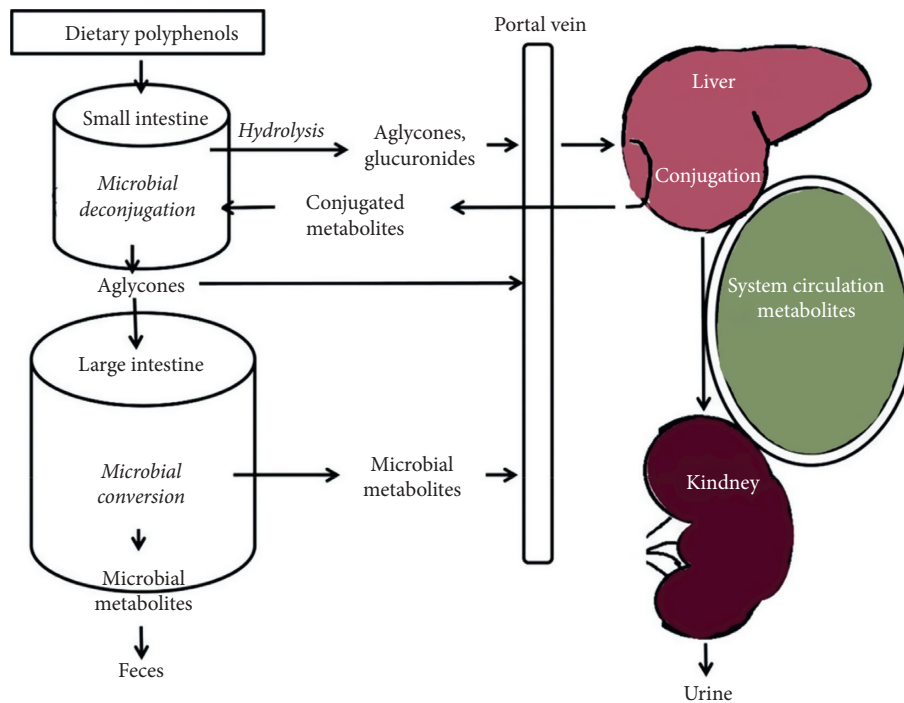 Dietary polyphenols
Portal vein
Small intestine
Hydrolysis
Aglycones,
glucuronides
Liver
Microbial
deconjugation
Conjugated
metabolites
Conjugation
Aglycones
System circulation
metabolites
Large intestine
Microbial
conversion
Microbial
metabolites
Kindney
Microbial
metabolites
Feces
Urine